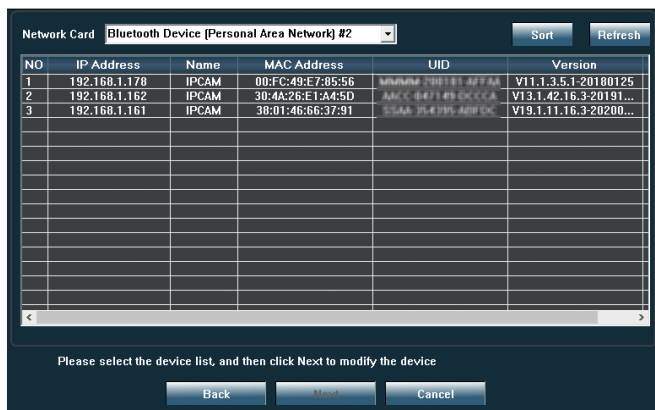 Network Card Bluetooth Device (Personal Area Network) #2 Sort Refresh
NO IP Address Name MAC Address UID Version
1 192.168.1.178 IPCAM 00:FC:49:E7:85:56 V11.1.3.5.1-20180125
2 192.168.1.162 IPCAM 30:4A:26:E1:A4:5D V13.1.42.16.3-20191...
3 192.168.1.161 IPCAM 38:01:46:66:37:91 V19.1.11.16.3-20200...
Please select the device list, and then click Next to modify the device
Back Next Cancel